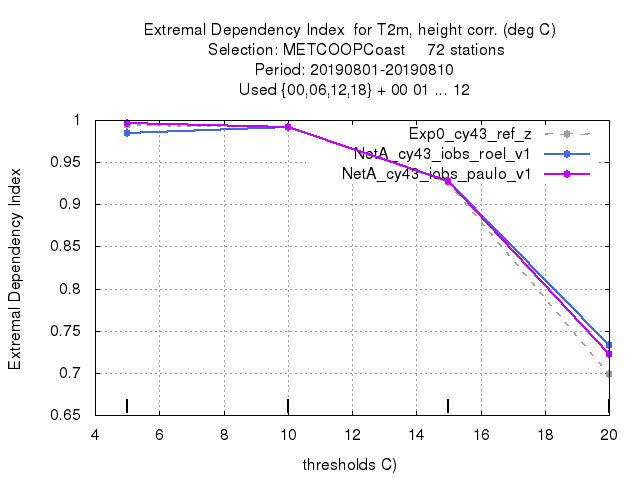 Extremal Dependency Index  for T2m, height corr. (deg C)
Selection: METCOOPCoast     72 stations
Period: 20190801-20190810
Used {00,06,12,18} + 00 01 ... 12
Exp0_cy43_ref_z
NetA_cy43_iobs_roel_v1
NetA_cy43_iobs_paulo_v1
Extremal Dependency Index
1
0.95
0.9
0.85
0.8
0.75
0.7
0.65
4 6 8 10 12 14 16 18 20
thresholds C)